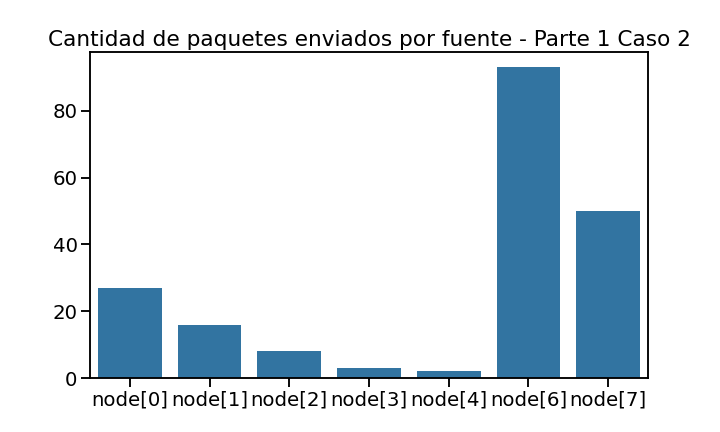 Cantidad de paquetes enviados por fuente - Parte 1 Caso 2
80
60
40
20
0
node[0] node[1] node[2] node[3] node[4] node[6] node[7]